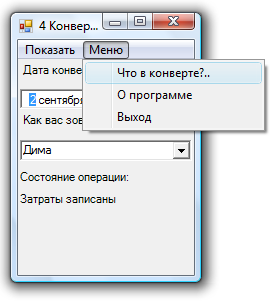 4 Конвер...
Показать Меню
Дата конве
Что в конверте?..
2 сентября
О программе
Как вас зов
Выход
Дима
Состояние операции:
Затраты записаны